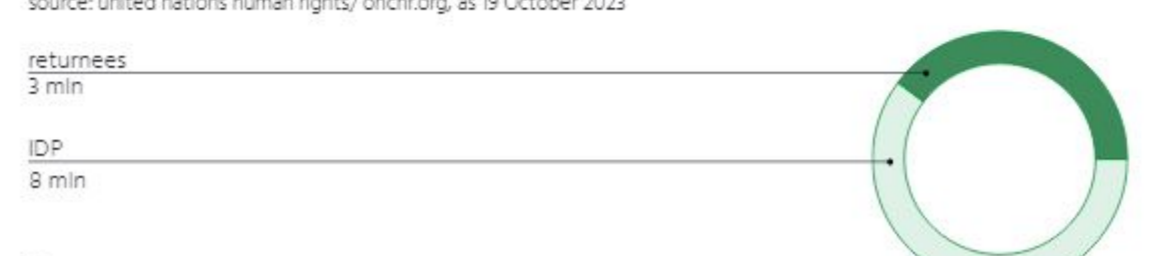 source: united nations human rights/ ohchr.org, as 19 October 2023
returnees
3 mln
IDP
8 mln